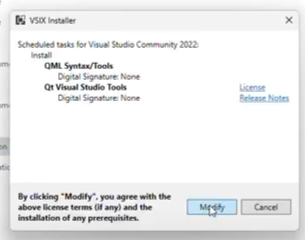 VSIX Installer
Scheduled tasks for Visual Studio Community 2022:
Install
QML Syntax/Tools
Digital Signature: None
Qt Visual Studio Tools
License
Digital Signature: None
Release Notes
By clicking "Modify", you agree with the
above license terms (if any) and the
installation of any prerequisites.
Modify
Cancel